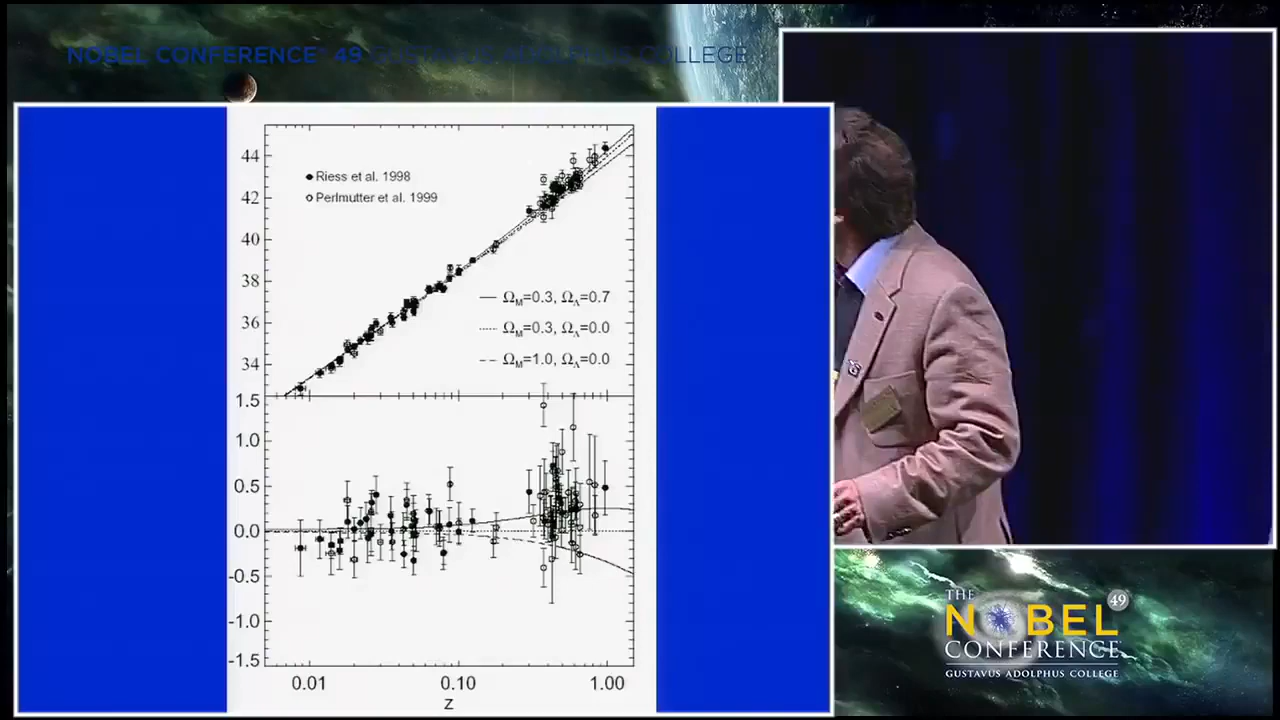 NOBEL CONFERENCE® 49 GUSTAVUS ADOLPHUS COLLEGE
44
42
40
38
36
34
Riess et al. 1998
Perlmutter et al. 1999
ΩM=0.3, ΩΛ=0.7
ΩM=0.3, ΩΛ=0.0
ΩM=1.0, ΩΛ=0.0
1.5
1.0
0.5
0.0
-0.5
-1.0
-1.5
0.01 0.10 1.00
z
THE 49
NOBEL
CONFERENCE
GUSTAVUS ADOLPHUS COLLEGE